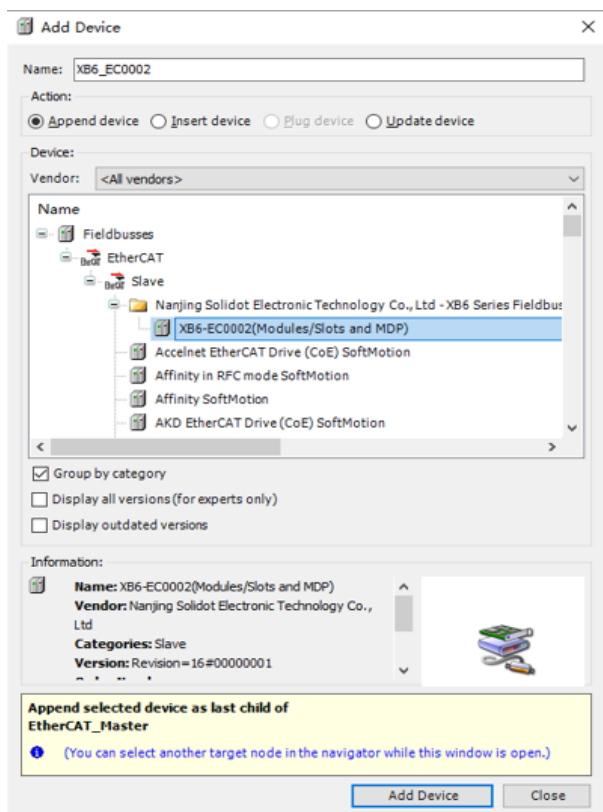 Add Device
Name: XB6_EC0002
Action:
Append device Insert device Plug device Update device
Device:
Vendor: <All vendors>
Name
Fieldbusses
EtherCAT
Slave
Nanjing Solidot Electronic Technology Co., Ltd - XB6 Series Fieldbus
XB6-EC0002(Modules/Slots and MDP)
Accelnet EtherCAT Drive (CoE) SoftMotion
Affinity in RFC mode SoftMotion
Affinity SoftMotion
AKD EtherCAT Drive (CoE) SoftMotion
Group by category
Display all versions (for experts only)
Display outdated versions
Information:
Name: XB6-EC0002(Modules/Slots and MDP)
Vendor: Nanjing Solidot Electronic Technology Co.,
Ltd
Categories: Slave
Version: Revision=16#00000001
Append selected device as last child of
EtherCAT_Master
(You can select another target node in the navigator while this window is open.)
Add Device Close